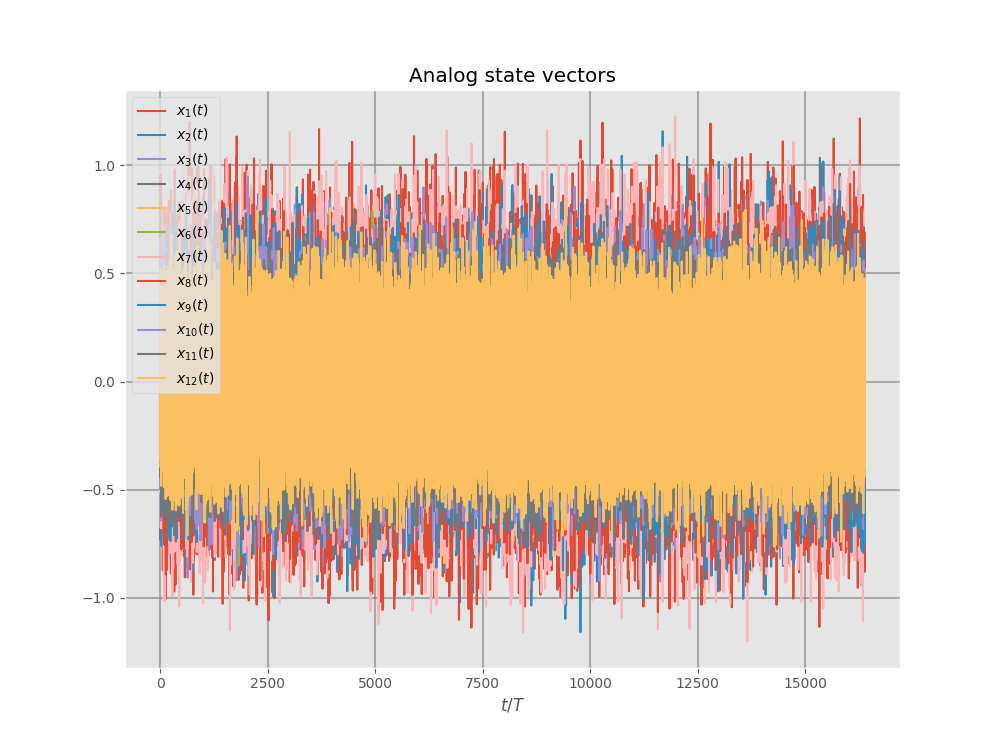 Analog state vectors
x₁(t)
x₂(t)
x₃(t)
x₄(t)
x₅(t)
x₆(t)
x₇(t)
x₈(t)
x₉(t)
x₁₀(t)
x₁₁(t)
x₁₂(t)
1.0
0.5
0.0
−0.5
−1.0
0 2500 5000 7500 10000 12500 15000
t/T